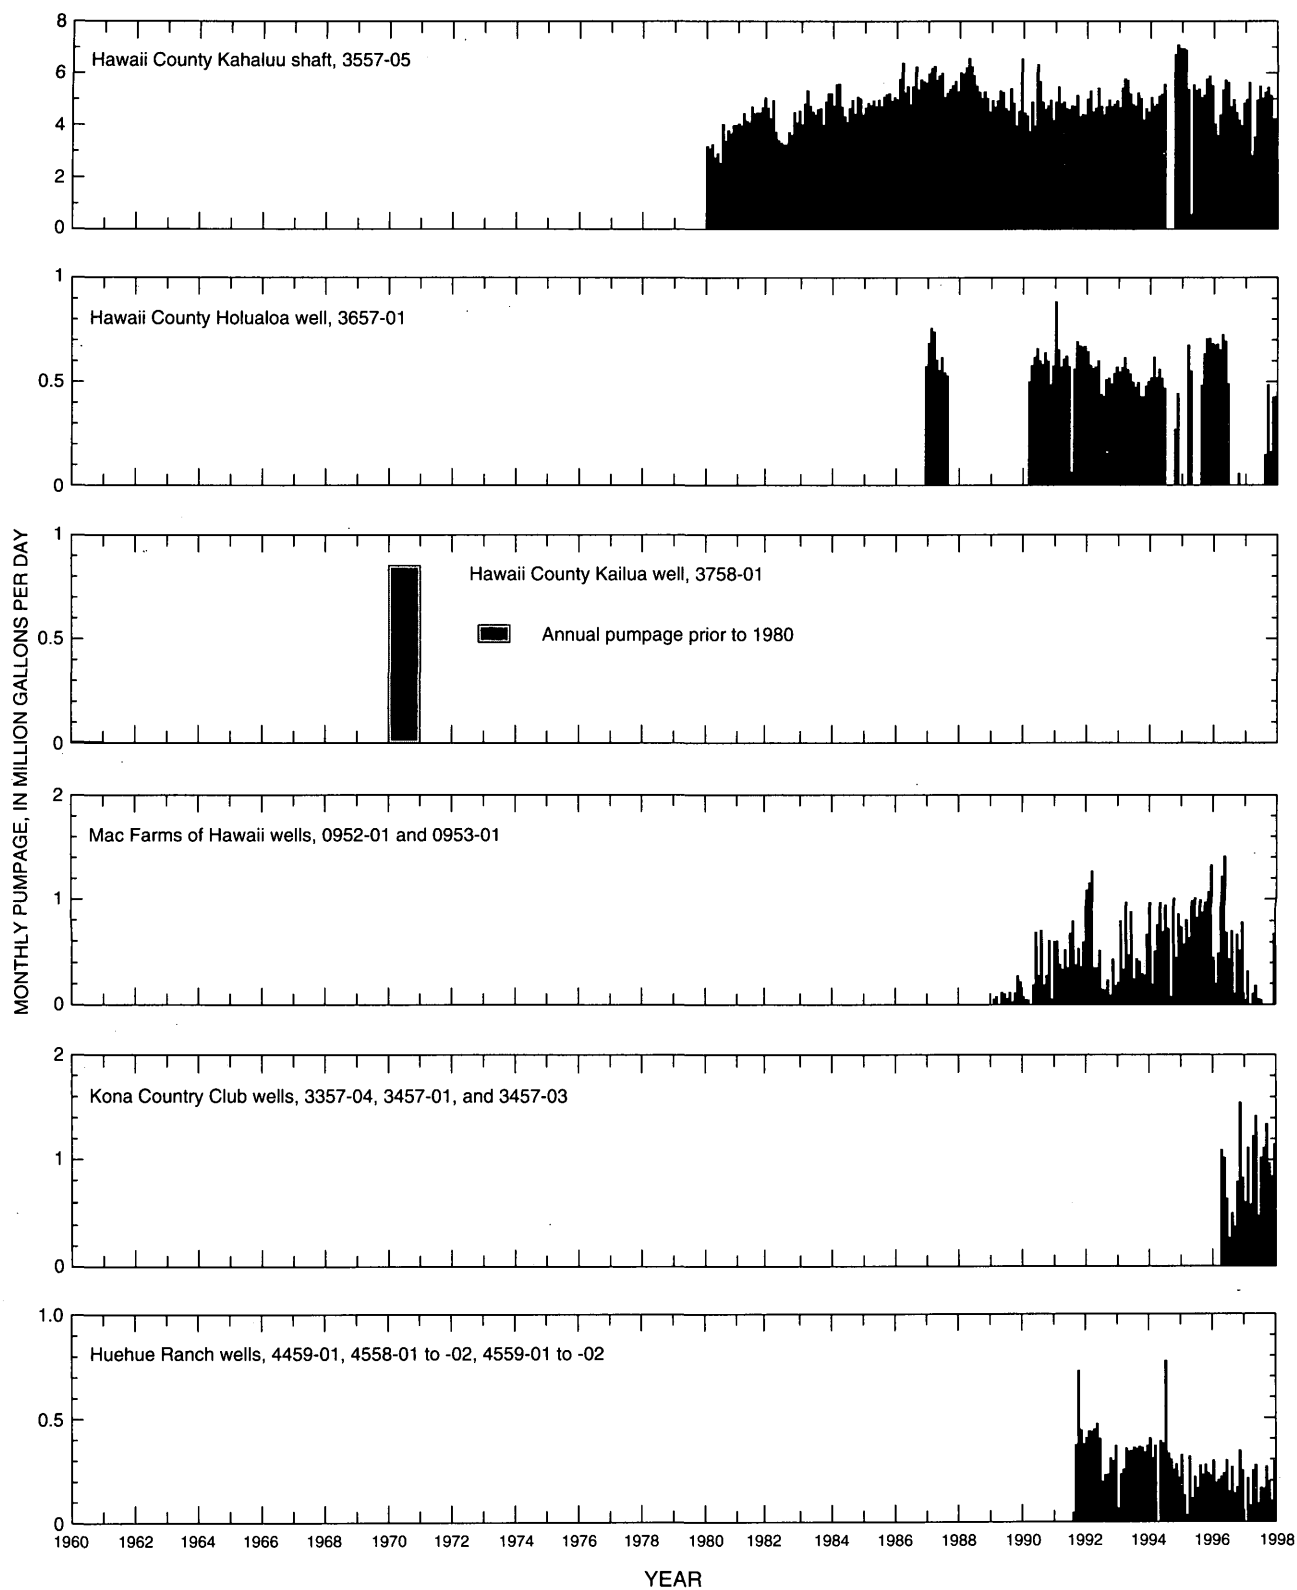 8
Hawaii County Kahaluu shaft, 3557-05
6
4
2
0
1
Hawaii County Holualoa well, 3657-01
0.5
0
MONTHLY PUMPAGE, IN MILLION GALLONS PER DAY
1
Hawaii County Kailua well, 3758-01
0.5
Annual pumpage prior to 1980
0
2
Mac Farms of Hawaii wells, 0952-01 and 0953-01
1
0
2
Kona Country Club wells, 3357-04, 3457-01, and 3457-03
1
0
1.0
Huehue Ranch wells, 4459-01, 4558-01 to -02, 4559-01 to -02
0.5
0
1960 1962 1964 1966 1968 1970 1972 1974 1976 1978 1980 1982 1984 1986 1988 1990 1992 1994 1996 1998
YEAR